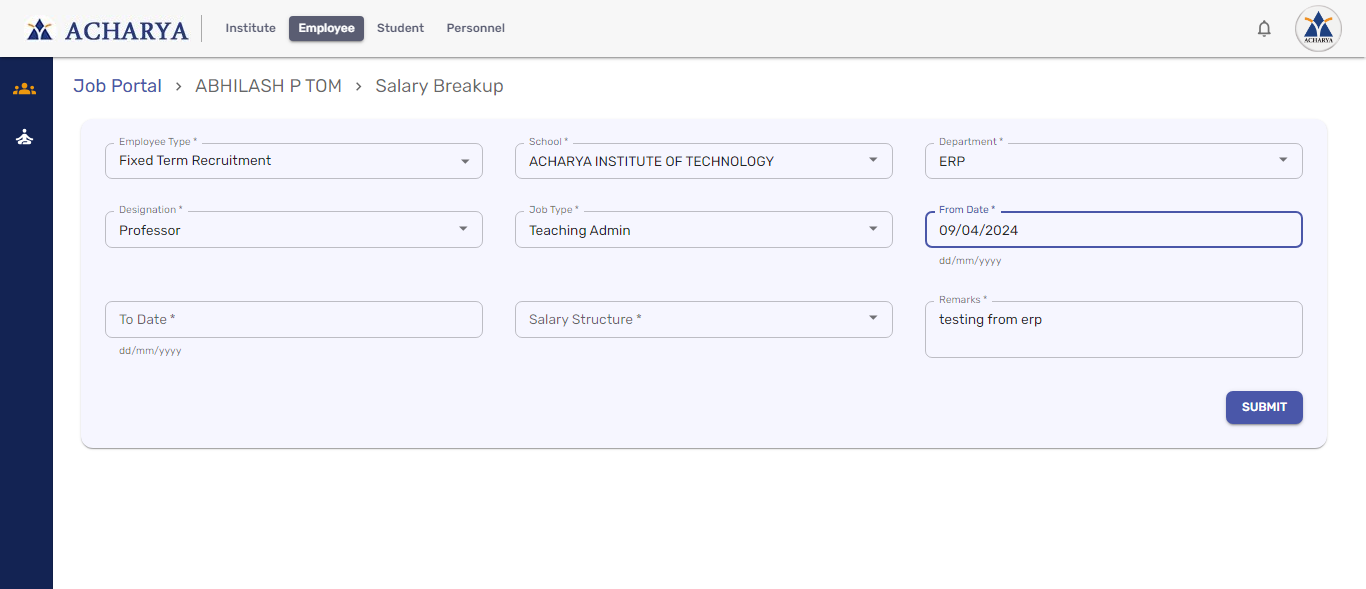 ACHARYA Institute Employee Student Personnel ACHARYA
Job Portal > ABHILASH P TOM > Salary Breakup
Employee Type * School * Department *
Fixed Term Recruitment ACHARYA INSTITUTE OF TECHNOLOGY ERP
Designation * Job Type * From Date *
Professor Teaching Admin 09/04/2024
dd/mm/yyyy
Remarks *
To Date * Salary Structure * testing from erp
dd/mm/yyyy
SUBMIT